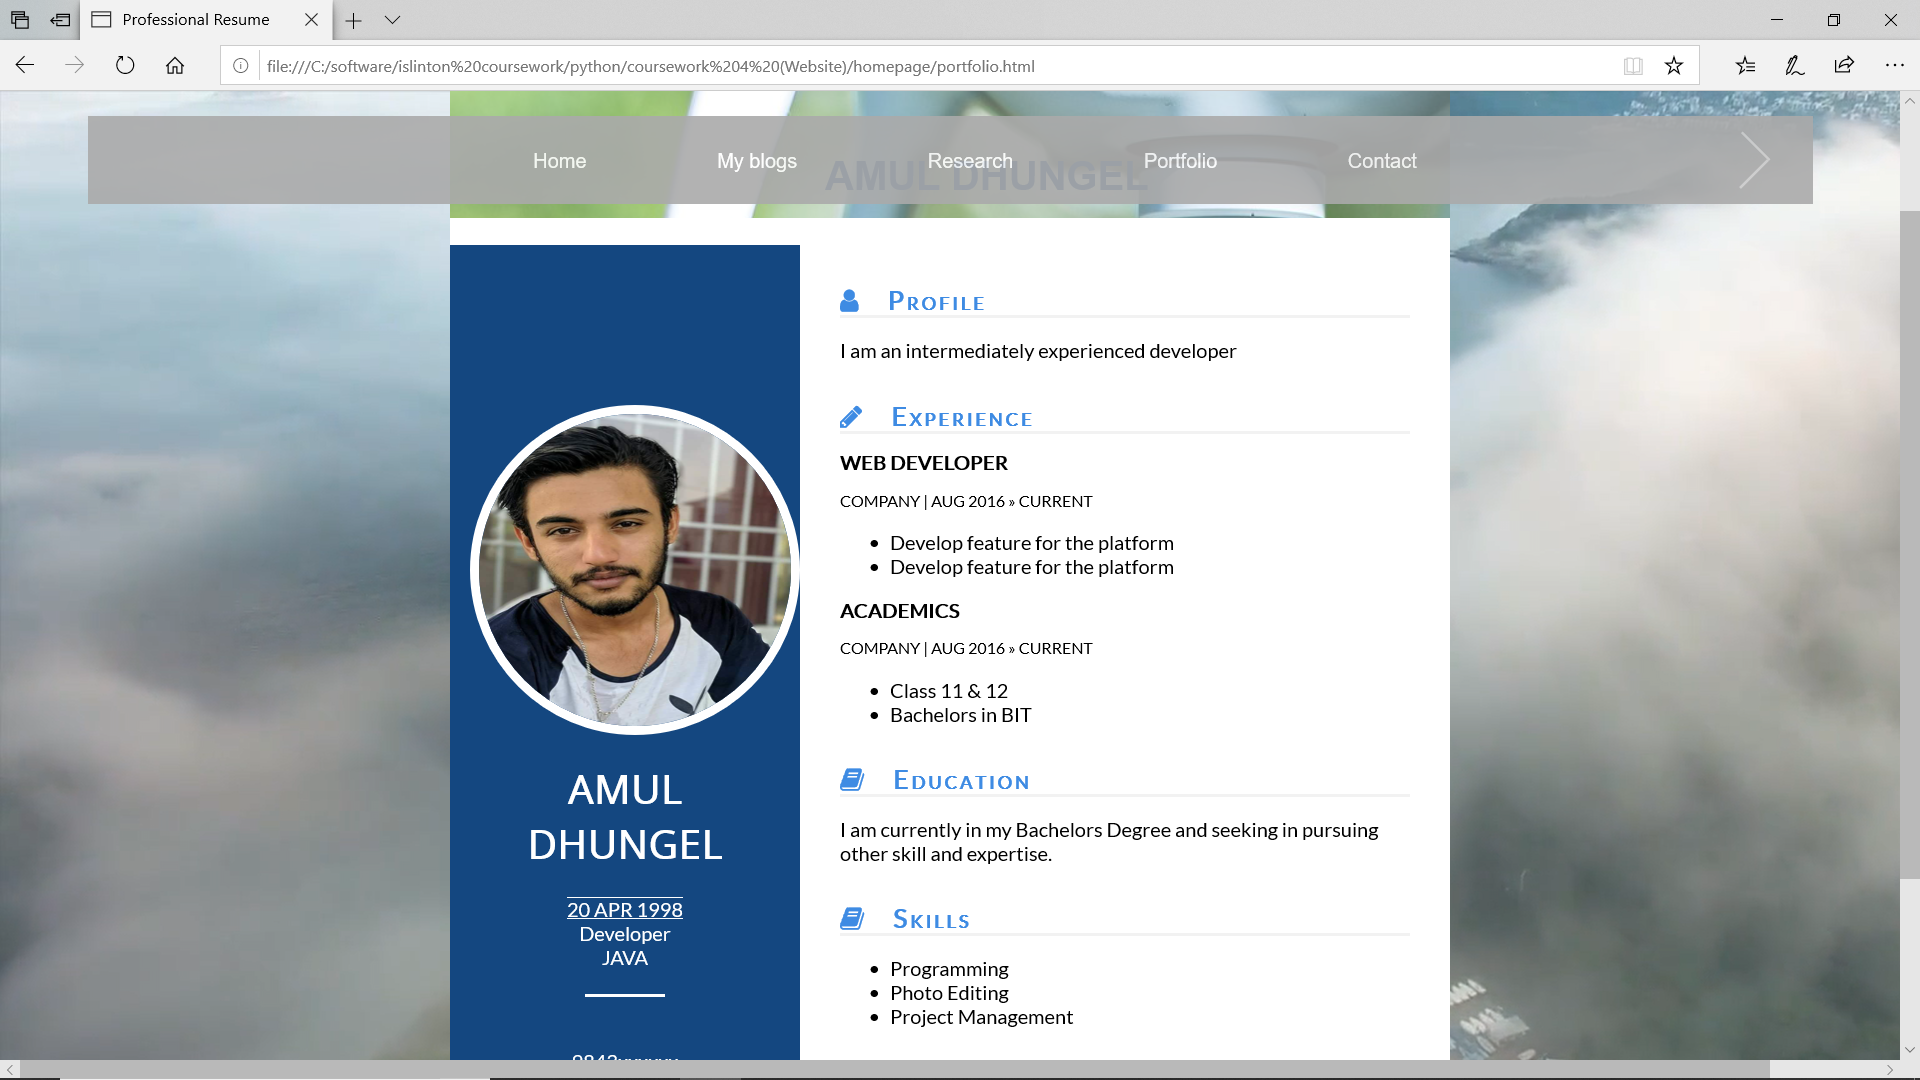 Professional Resume
file:///C:/software/islinton%20coursework/python/coursework%204%20(Website)/homepage/portfolio.html
Home
My blogs
Research
Portfolio
Contact
AMUL DHUNGEL
PROFILE
I am an intermediately experienced developer
EXPERIENCE
WEB DEVELOPER
COMPANY | AUG 2016 » CURRENT
• Develop feature for the platform
• Develop feature for the platform
ACADEMICS
COMPANY | AUG 2016 » CURRENT
• Class 11 & 12
• Bachelors in BIT
EDUCATION
I am currently in my Bachelors Degree and seeking in pursuing
other skill and expertise.
SKILLS
• Programming
• Photo Editing
• Project Management
AMUL
DHUNGEL
20 APR 1998
Developer
JAVA